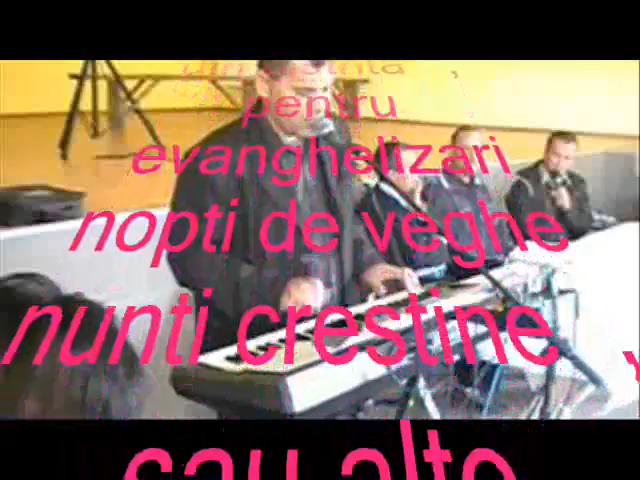 pentru
evanghelizari
nopti de veghe
nunti crestine ,
sau alte